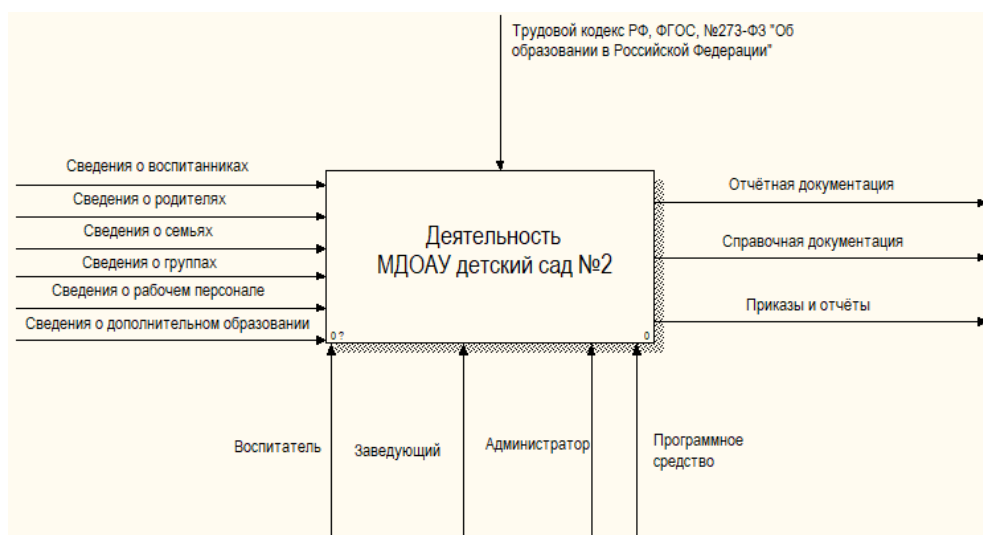 Трудовой кодекс РФ, ФГОС, №273-ФЗ "Об
образовании в Российской Федерации"
Сведения о воспитанниках
Сведения о родителях
Сведения о семьях
Сведения о группах
Сведения о рабочем персонале
Сведения о дополнительном образовании
Деятельность
МДОАУ детский сад №2
0 ?
0
Отчётная документация
Справочная документация
Приказы и отчёты
Воспитатель
Заведующий
Администратор
Программное
средство